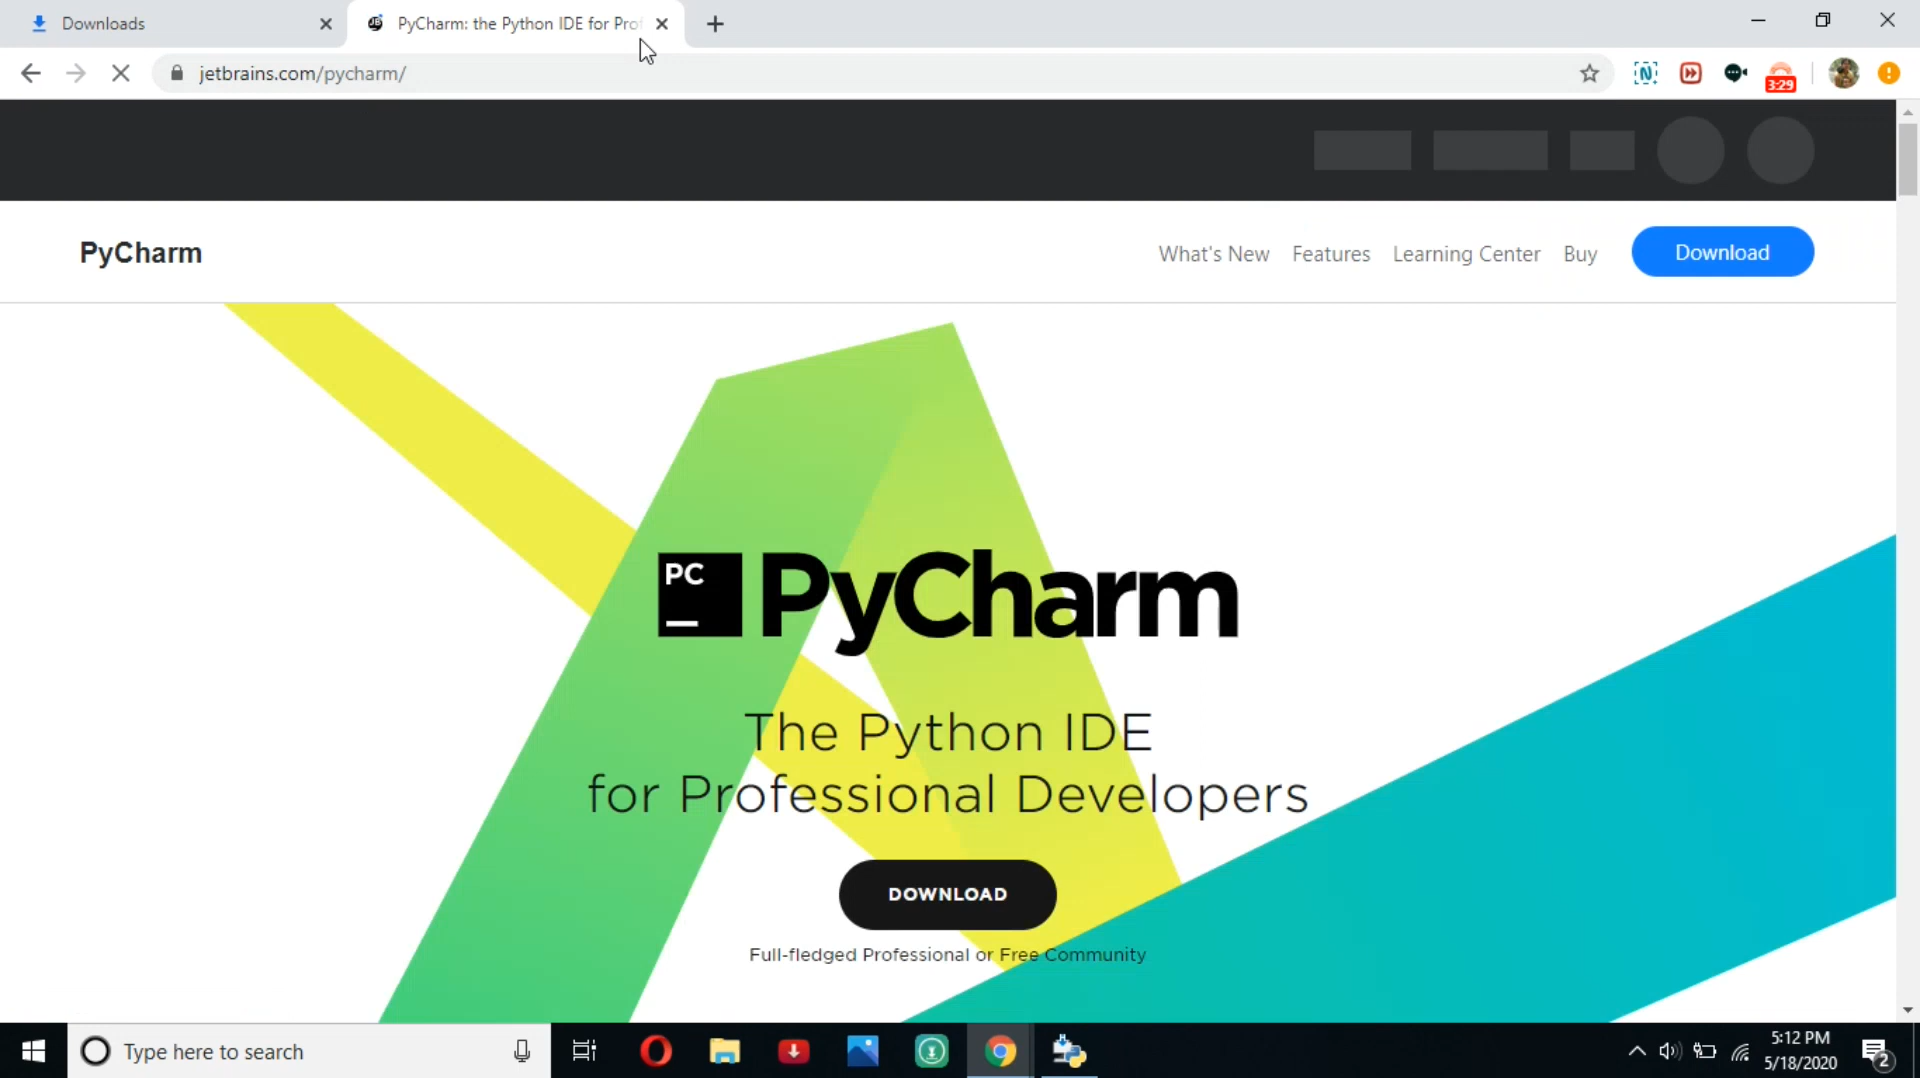 Downloads
PyCharm: the Python IDE for Prof
jetbrains.com/pycharm/
3:29
PyCharm
What's New
Features
Learning Center
Buy
Download
PC
PyCharm
The Python IDE
for Professional Developers
DOWNLOAD
Full-fledged Professional or Free Community
Type here to search
5:12 PM
5/18/2020
2